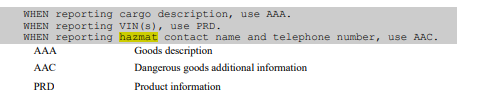 WHEN reporting cargo description, use AAA.
WHEN reporting VIN(s), use PRD.
WHEN reporting hazmat contact name and telephone number, use AAC.
AAA Goods description
AAC Dangerous goods additional information
PRD Product information